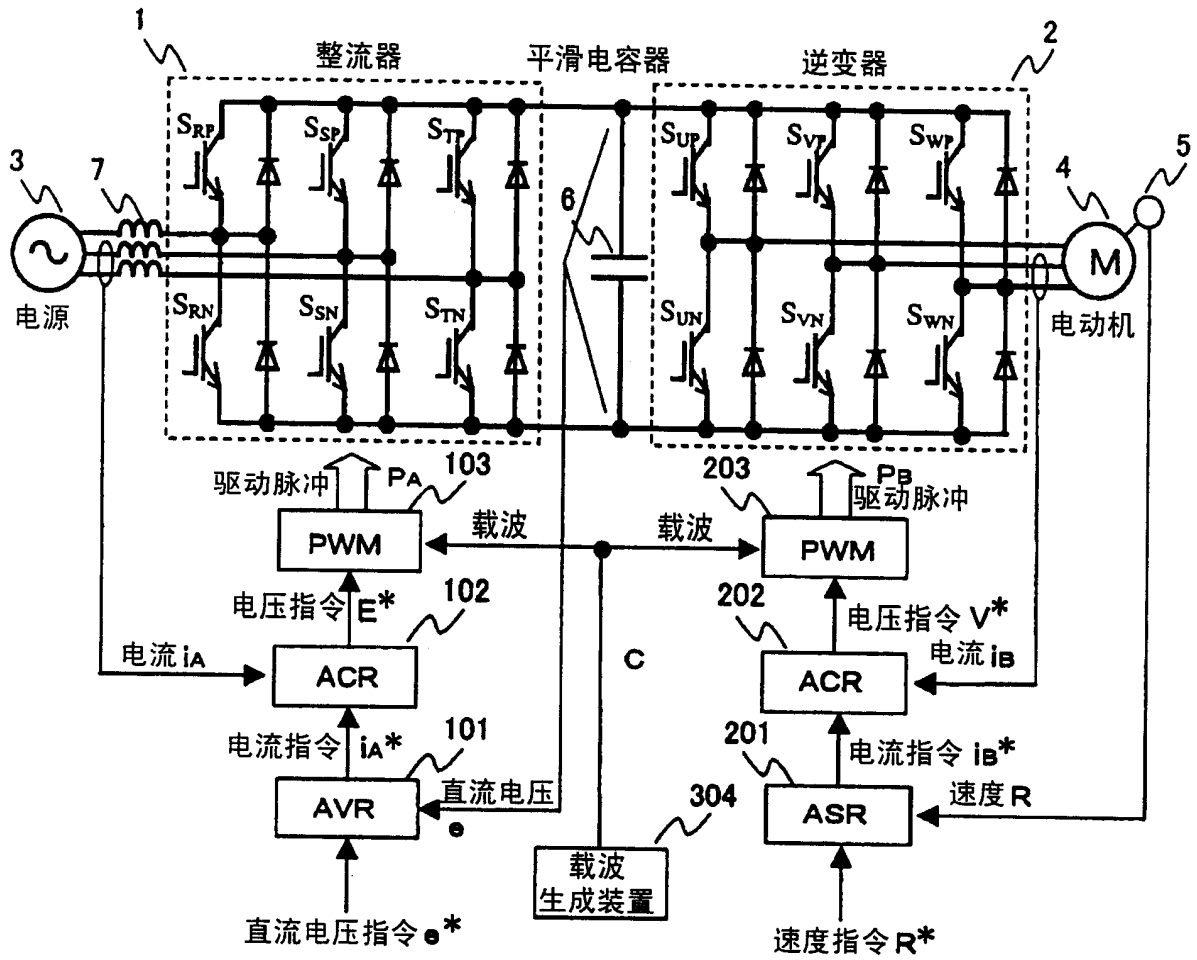 1
整流器
平滑电容器
逆变器
2
S_RP
S_SP
S_TP
S_UP
S_VP
S_WP
3
7
6
4
5
M
电源
电动机
S_RN
S_SN
S_TN
S_UN
S_VN
S_WN
驱动脉冲
P_A
103
203
P_B
驱动脉冲
PWM
载波
载波
PWM
电压指令 E*
102
202
电压指令 V*
电流 i_A
ACR
C
ACR
电流 i_B
电流指令 i_A*
101
201
电流指令 i_B*
AVR
直流电压
e
304
ASR
速度 R
载波
生成装置
直流电压指令 e*
速度指令 R*